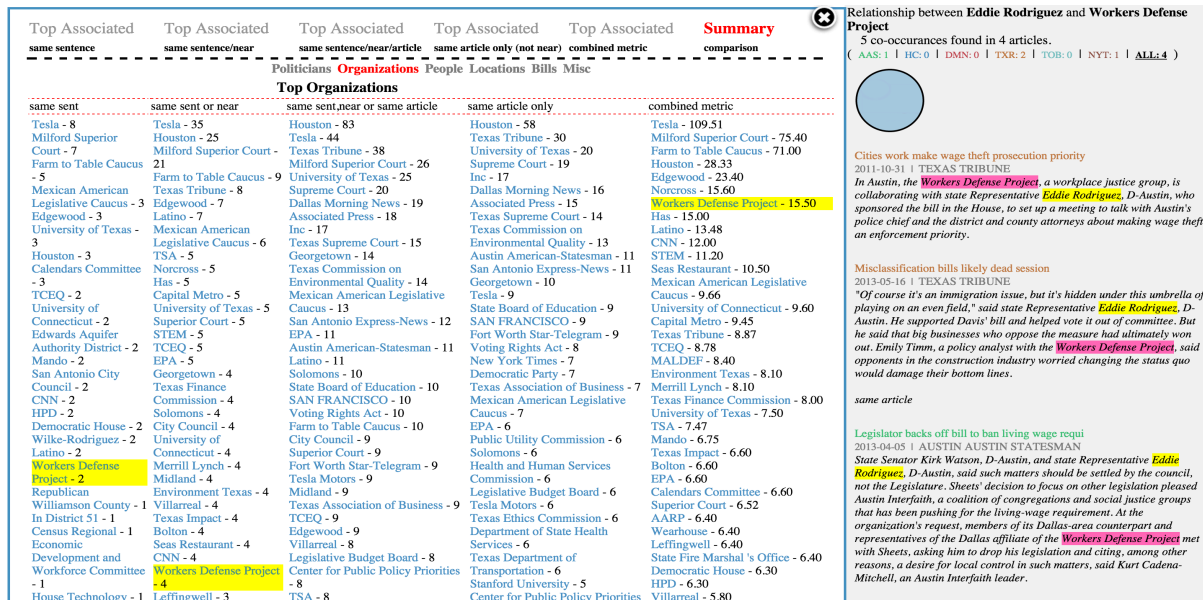 Top Associated
Top Associated
Top Associated
Top Associated
Top Associated
Summary
same sentence
same sentence/near
same sentence/near/article
same article only (not near)
combined metric
comparison
Politicians Organizations People Locations Bills Misc
Top Organizations
same sent
same sent or near
same sent,near or same article
same article only
combined metric
Tesla - 8
Milford Superior
Court - 7
Farm to Table Caucus
- 5
Mexican American
Legislative Caucus - 3
Edgewood - 3
University of Texas -
3
Houston - 3
Calendars Committee
- 3
TCEQ - 2
University of
Connecticut - 2
Edwards Aquifer
Authority District - 2
Mando - 2
San Antonio City
Council - 2
CNN - 2
HPD - 2
Democratic House - 2
Wilke-Rodriguez - 2
Latino - 2
Workers Defense
Project - 2
Republican
Williamson County - 1
In District 51 - 1
Census Regional - 1
Economic
Development and
Workforce Committee
- 1
House Technology - 1
Tesla - 35
Houston - 25
Milford Superior Court -
21
Farm to Table Caucus - 9
Texas Tribune - 8
Edgewood - 7
Latino - 7
Mexican American
Legislative Caucus - 6
TSA - 5
Norcross - 5
Has - 5
Capital Metro - 5
University of Texas - 5
Superior Court - 5
STEM - 5
TCEQ - 5
EPA - 5
Georgetown - 4
Texas Finance
Commission - 4
Solomons - 4
City Council - 4
University of
Connecticut - 4
Merrill Lynch - 4
Midland - 4
Environment Texas - 4
Villarreal - 4
Texas Impact - 4
Bolton - 4
Seas Restaurant - 4
CNN - 4
Workers Defense Project
- 4
Leffingwell - 3
Houston - 83
Tesla - 44
Texas Tribune - 38
Milford Superior Court - 26
University of Texas - 25
Supreme Court - 20
Dallas Morning News - 19
Associated Press - 18
Inc - 17
Texas Supreme Court - 15
Georgetown - 14
Texas Commission on
Environmental Quality - 14
Mexican American Legislative
Caucus - 13
San Antonio Express-News - 12
EPA - 11
Austin American-Statesman - 11
Latino - 11
Solomons - 10
State Board of Education - 10
SAN FRANCISCO - 10
Voting Rights Act - 10
Farm to Table Caucus - 10
City Council - 9
Superior Court - 9
Fort Worth Star-Telegram - 9
Tesla Motors - 9
Midland - 9
Texas Association of Business - 9
TCEQ - 9
Edgewood - 9
Villarreal - 8
Legislative Budget Board - 8
Center for Public Policy Priorities
- 8
TSA - 8
Houston - 58
Texas Tribune - 30
University of Texas - 20
Supreme Court - 19
Inc - 17
Dallas Morning News - 16
Associated Press - 15
Texas Supreme Court - 14
Texas Commission on
Environmental Quality - 13
Austin American-Statesman - 11
San Antonio Express-News - 11
Georgetown - 10
Tesla - 9
State Board of Education - 9
SAN FRANCISCO - 9
Fort Worth Star-Telegram - 9
Voting Rights Act - 8
New York Times - 7
Democratic Party - 7
Texas Association of Business - 7
Mexican American Legislative
Caucus - 7
EPA - 6
Public Utility Commission - 6
Solomons - 6
Health and Human Services
Commission - 6
Legislative Budget Board - 6
Tesla Motors - 6
Texas Ethics Commission - 6
Department of State Health
Services - 6
Texas Department of
Transportation - 6
Stanford University - 5
Center for Public Policy Priorities
Tesla - 109.51
Milford Superior Court - 75.40
Farm to Table Caucus - 71.00
Houston - 28.33
Edgewood - 23.40
Norcross - 15.60
Workers Defense Project - 15.50
Has - 15.00
Latino - 13.48
CNN - 12.00
STEM - 11.20
Seas Restaurant - 10.50
Mexican American Legislative
Caucus - 9.66
University of Connecticut - 9.60
Capital Metro - 9.45
Texas Tribune - 8.87
TCEQ - 8.78
MALDEF - 8.40
Environment Texas - 8.10
Merrill Lynch - 8.10
Texas Finance Commission - 8.00
University of Texas - 7.50
TSA - 7.47
Mando - 6.75
Texas Impact - 6.60
Bolton - 6.60
EPA - 6.60
Calendars Committee - 6.60
Superior Court - 6.52
AARP - 6.40
Wearhouse - 6.40
Leffingwell - 6.40
State Fire Marshal 's Office - 6.40
Democratic House - 6.30
HPD - 6.30
Villarreal - 5.80
Relationship between Eddie Rodriguez and Workers Defense
Project
5 co-occurances found in 4 articles.
( AAS: 1 | HC: 0 | DMN: 0 | TXR: 2 | TOB: 0 | NYT: 1 | ALL: 4 )
Cities work make wage theft prosecution priority
2011-10-31 | TEXAS TRIBUNE
In Austin, the Workers Defense Project, a workplace justice group, is
collaborating with state Representative Eddie Rodriguez, D-Austin, who
sponsored the bill in the House, to set up a meeting to talk with Austin's
police chief and the district and county attorneys about making wage theft
an enforcement priority.
Misclassification bills likely dead session
2013-05-16 | TEXAS TRIBUNE
"Of course it's an immigration issue, but it's hidden under this umbrella of
playing on an even field," said state Representative Eddie Rodriguez, D-
Austin. He supported Davis' bill and helped vote it out of committee. But
he said that big businesses who oppose the measure had ultimately won
out. Emily Timm, a policy analyst with the Workers Defense Project, said
opponents in the construction industry worried changing the status quo
would damage their bottom lines.
same article
Legislator backs off bill to ban living wage requi
2013-04-05 | AUSTIN AUSTIN STATESMAN
State Senator Kirk Watson, D-Austin, and state Representative Eddie
Rodriguez, D-Austin, said such matters should be settled by the council,
not the Legislature. Sheets' decision to focus on other legislation pleased
Austin Interfaith, a coalition of congregations and social justice groups
that has been pushing for the living-wage requirement. At the
organization's request, members of its Dallas-area counterpart and
representatives of the Dallas affiliate of the Workers Defense Project met
with Sheets, asking him to drop his legislation and citing, among other
reasons, a desire for local control in such matters, said Kurt Cadena-
Mitchell, an Austin Interfaith leader.